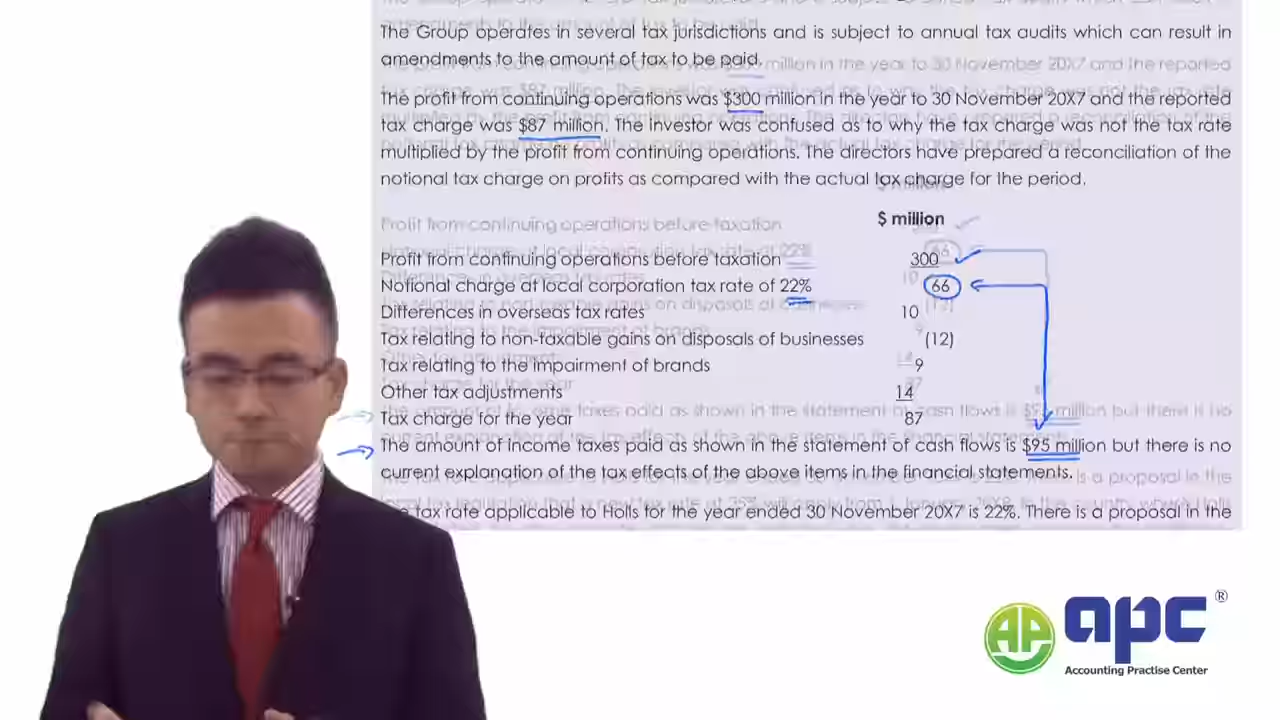 The Group operates in several tax jurisdictions and is subject to annual tax audits which can result in
amendments to the amount of tax to be paid.
The profit from continuing operations was $300 million in the year to 30 November 20X7 and the reported
tax charge was $87 million. The investor was confused as to why the tax charge was not the tax rate
multiplied by the profit from continuing operations. The directors have prepared a reconciliation of the
notional tax charge on profits as compared with the actual tax charge for the period.
$ million
Profit from continuing operations before taxation 300
Notional charge at local corporation tax rate of 22% 66
Differences in overseas tax rates 10
Tax relating to non-taxable gains on disposals of businesses (12)
Tax relating to the impairment of brands 9
Other tax adjustments 14
Tax charge for the year 87
The amount of income taxes paid as shown in the statement of cash flows is $95 million but there is no
current explanation of the tax effects of the above items in the financial statements.
tax rate applicable to Holls for the year ended 30 November 20X7 is 22%. There is a proposal in the
AP apc ®
Accounting Practise Center